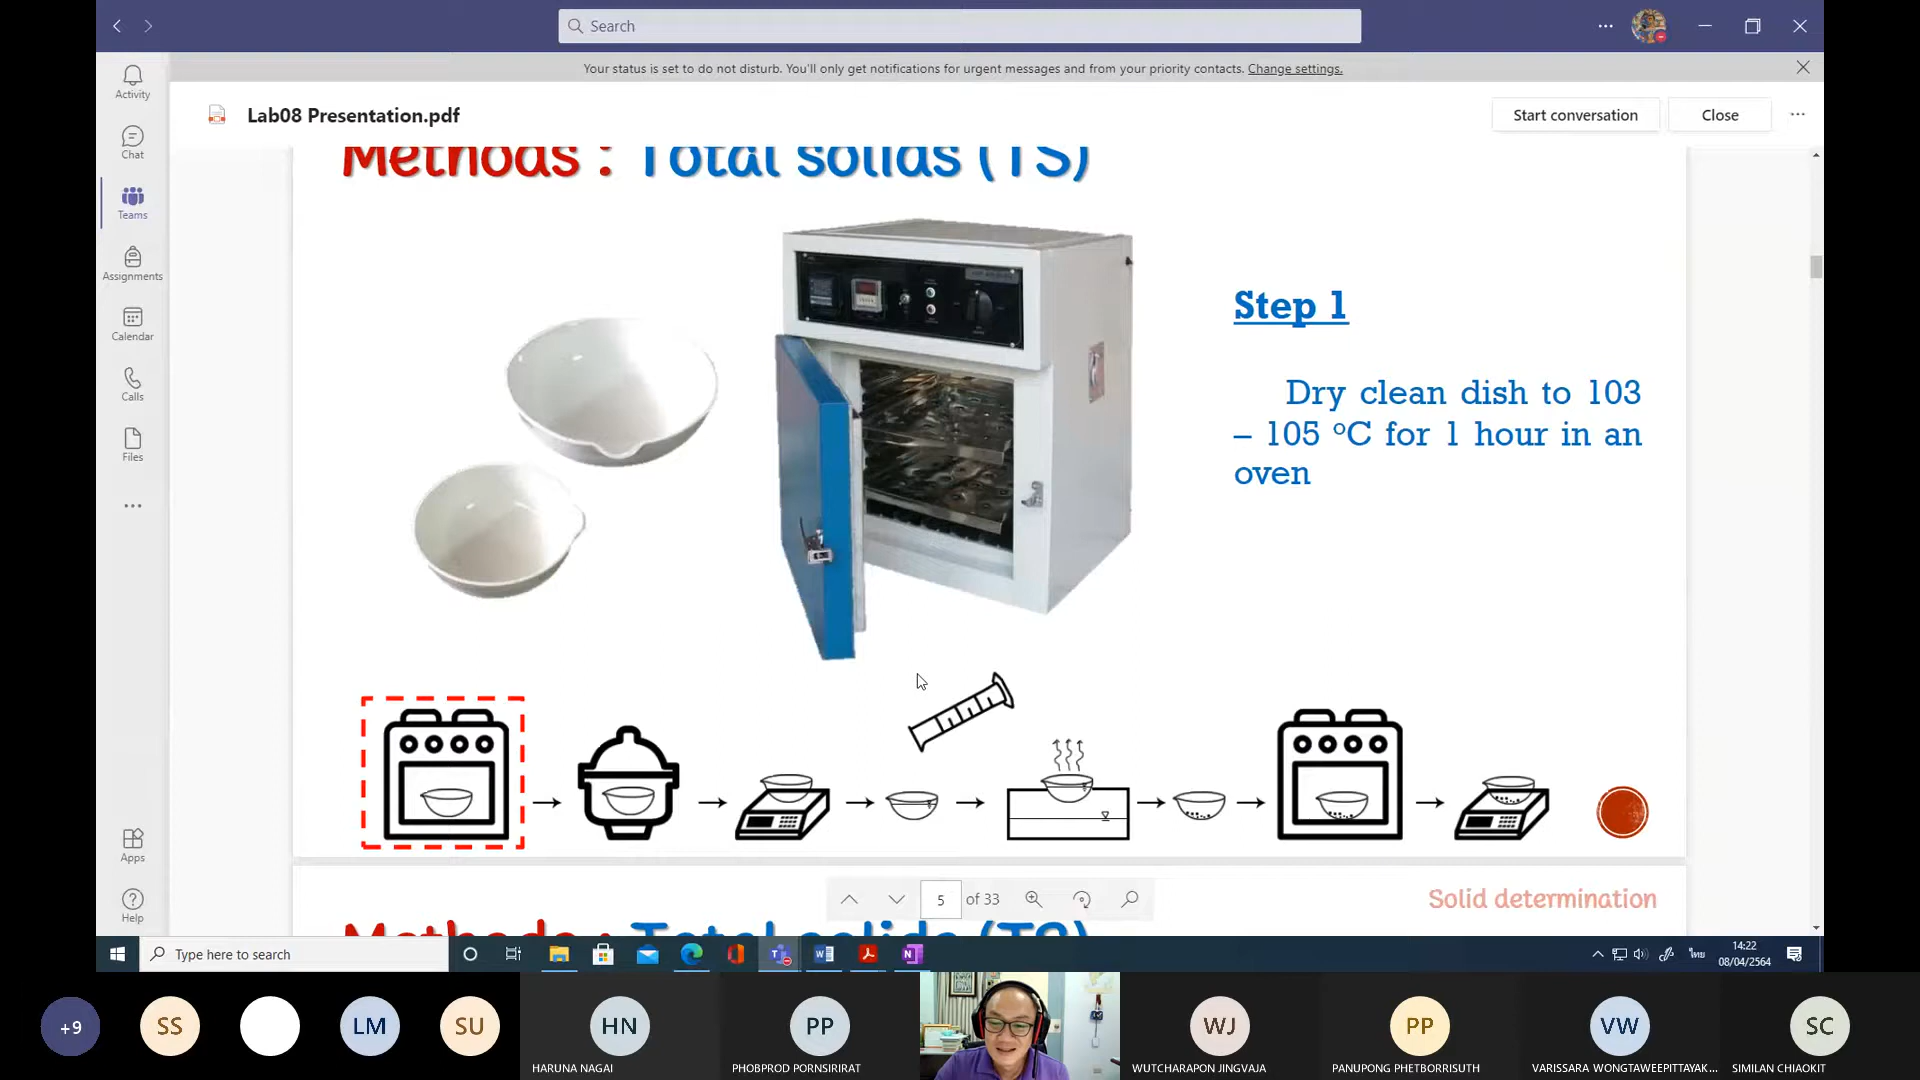 Search
Your status is set to do not disturb. You'll only get notifications for urgent messages and from your priority contacts. Change settings.
Activity
Chat
Teams
Assignments
Calendar
Calls
Files
Apps
Help
Lab08 Presentation.pdf
Start conversation
Close
Methods : Total solids (TS)
Step 1
Dry clean dish to 103
– 105 °C for 1 hour in an
oven
5 of 33
Solid determination
Methods : Total solids (TS)
Type here to search
ไทย
14:22
08/04/2564
+9
SS
LM
SU
HN
HARUNA NAGAI
PP
PHOBPROD PORNSIRIRAT
WJ
WUTCHARAPON JINGVAJA
PP
PANUPONG PHETBORRISUTH
VW
VARISSARA WONGTAWEEPITTAYAK...
SC
SIMILAN CHIAOKIT